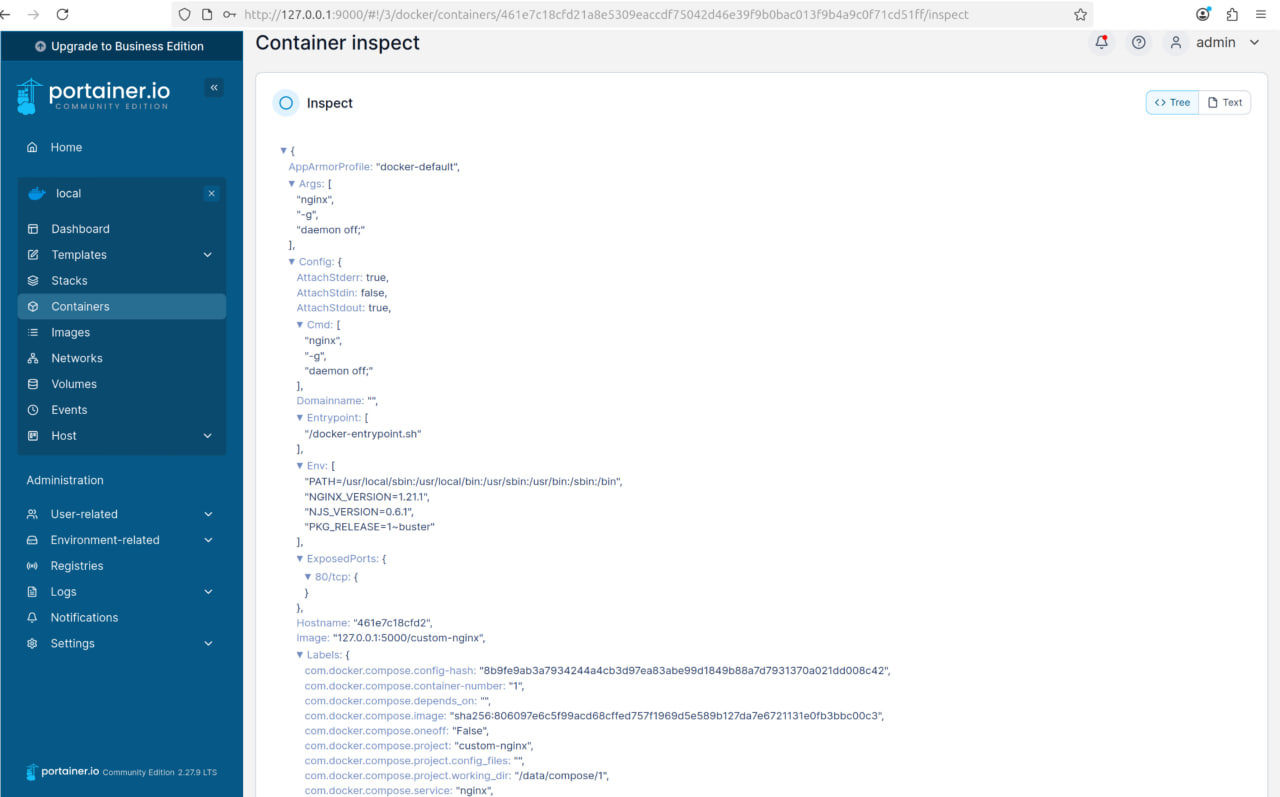 http://127.0.0.1:9000/#!/3/docker/containers/461e7c18cfd21a8e5309eaccdf75042d46e39f9b0bac013f9b4a9c0f71cd51ff/inspect
Upgrade to Business Edition
portainer.io
COMMUNITY EDITION
Home
local
Dashboard
Templates
Stacks
Containers
Images
Networks
Volumes
Events
Host
Administration
User-related
Environment-related
Registries
Logs
Notifications
Settings
portainer.io Community Edition 2.27.9 LTS
Container inspect
admin
Inspect
Tree
Text
{
AppArmorProfile: "docker-default",
Args: [
"nginx",
"-g",
"daemon off;"
],
Config: {
AttachStderr: true,
AttachStdin: false,
AttachStdout: true,
Cmd: [
"nginx",
"-g",
"daemon off;"
],
Domainname: "",
Entrypoint: [
"/docker-entrypoint.sh"
],
Env: [
"PATH=/usr/local/sbin:/usr/local/bin:/usr/sbin:/usr/bin:/sbin:/bin",
"NGINX_VERSION=1.21.1",
"NJS_VERSION=0.6.1",
"PKG_RELEASE=1~buster"
],
ExposedPorts: {
80/tcp: {
}
},
Hostname: "461e7c18cfd2",
Image: "127.0.0.1:5000/custom-nginx",
Labels: {
com.docker.compose.config-hash: "8b9fe9ab3a7934244a4cb3d97ea83abe99d1849b88a7d7931370a021dd008c42",
com.docker.compose.container-number: "1",
com.docker.compose.depends_on: "",
com.docker.compose.image: "sha256:806097e6c5f99acd68cffed757f1969d5e589b127da7e6721131e0fb3bbc00c3",
com.docker.compose.oneoff: "False",
com.docker.compose.project: "custom-nginx",
com.docker.compose.project.config_files: "",
com.docker.compose.project.working_dir: "/data/compose/1",
com.docker.compose.service: "nginx",